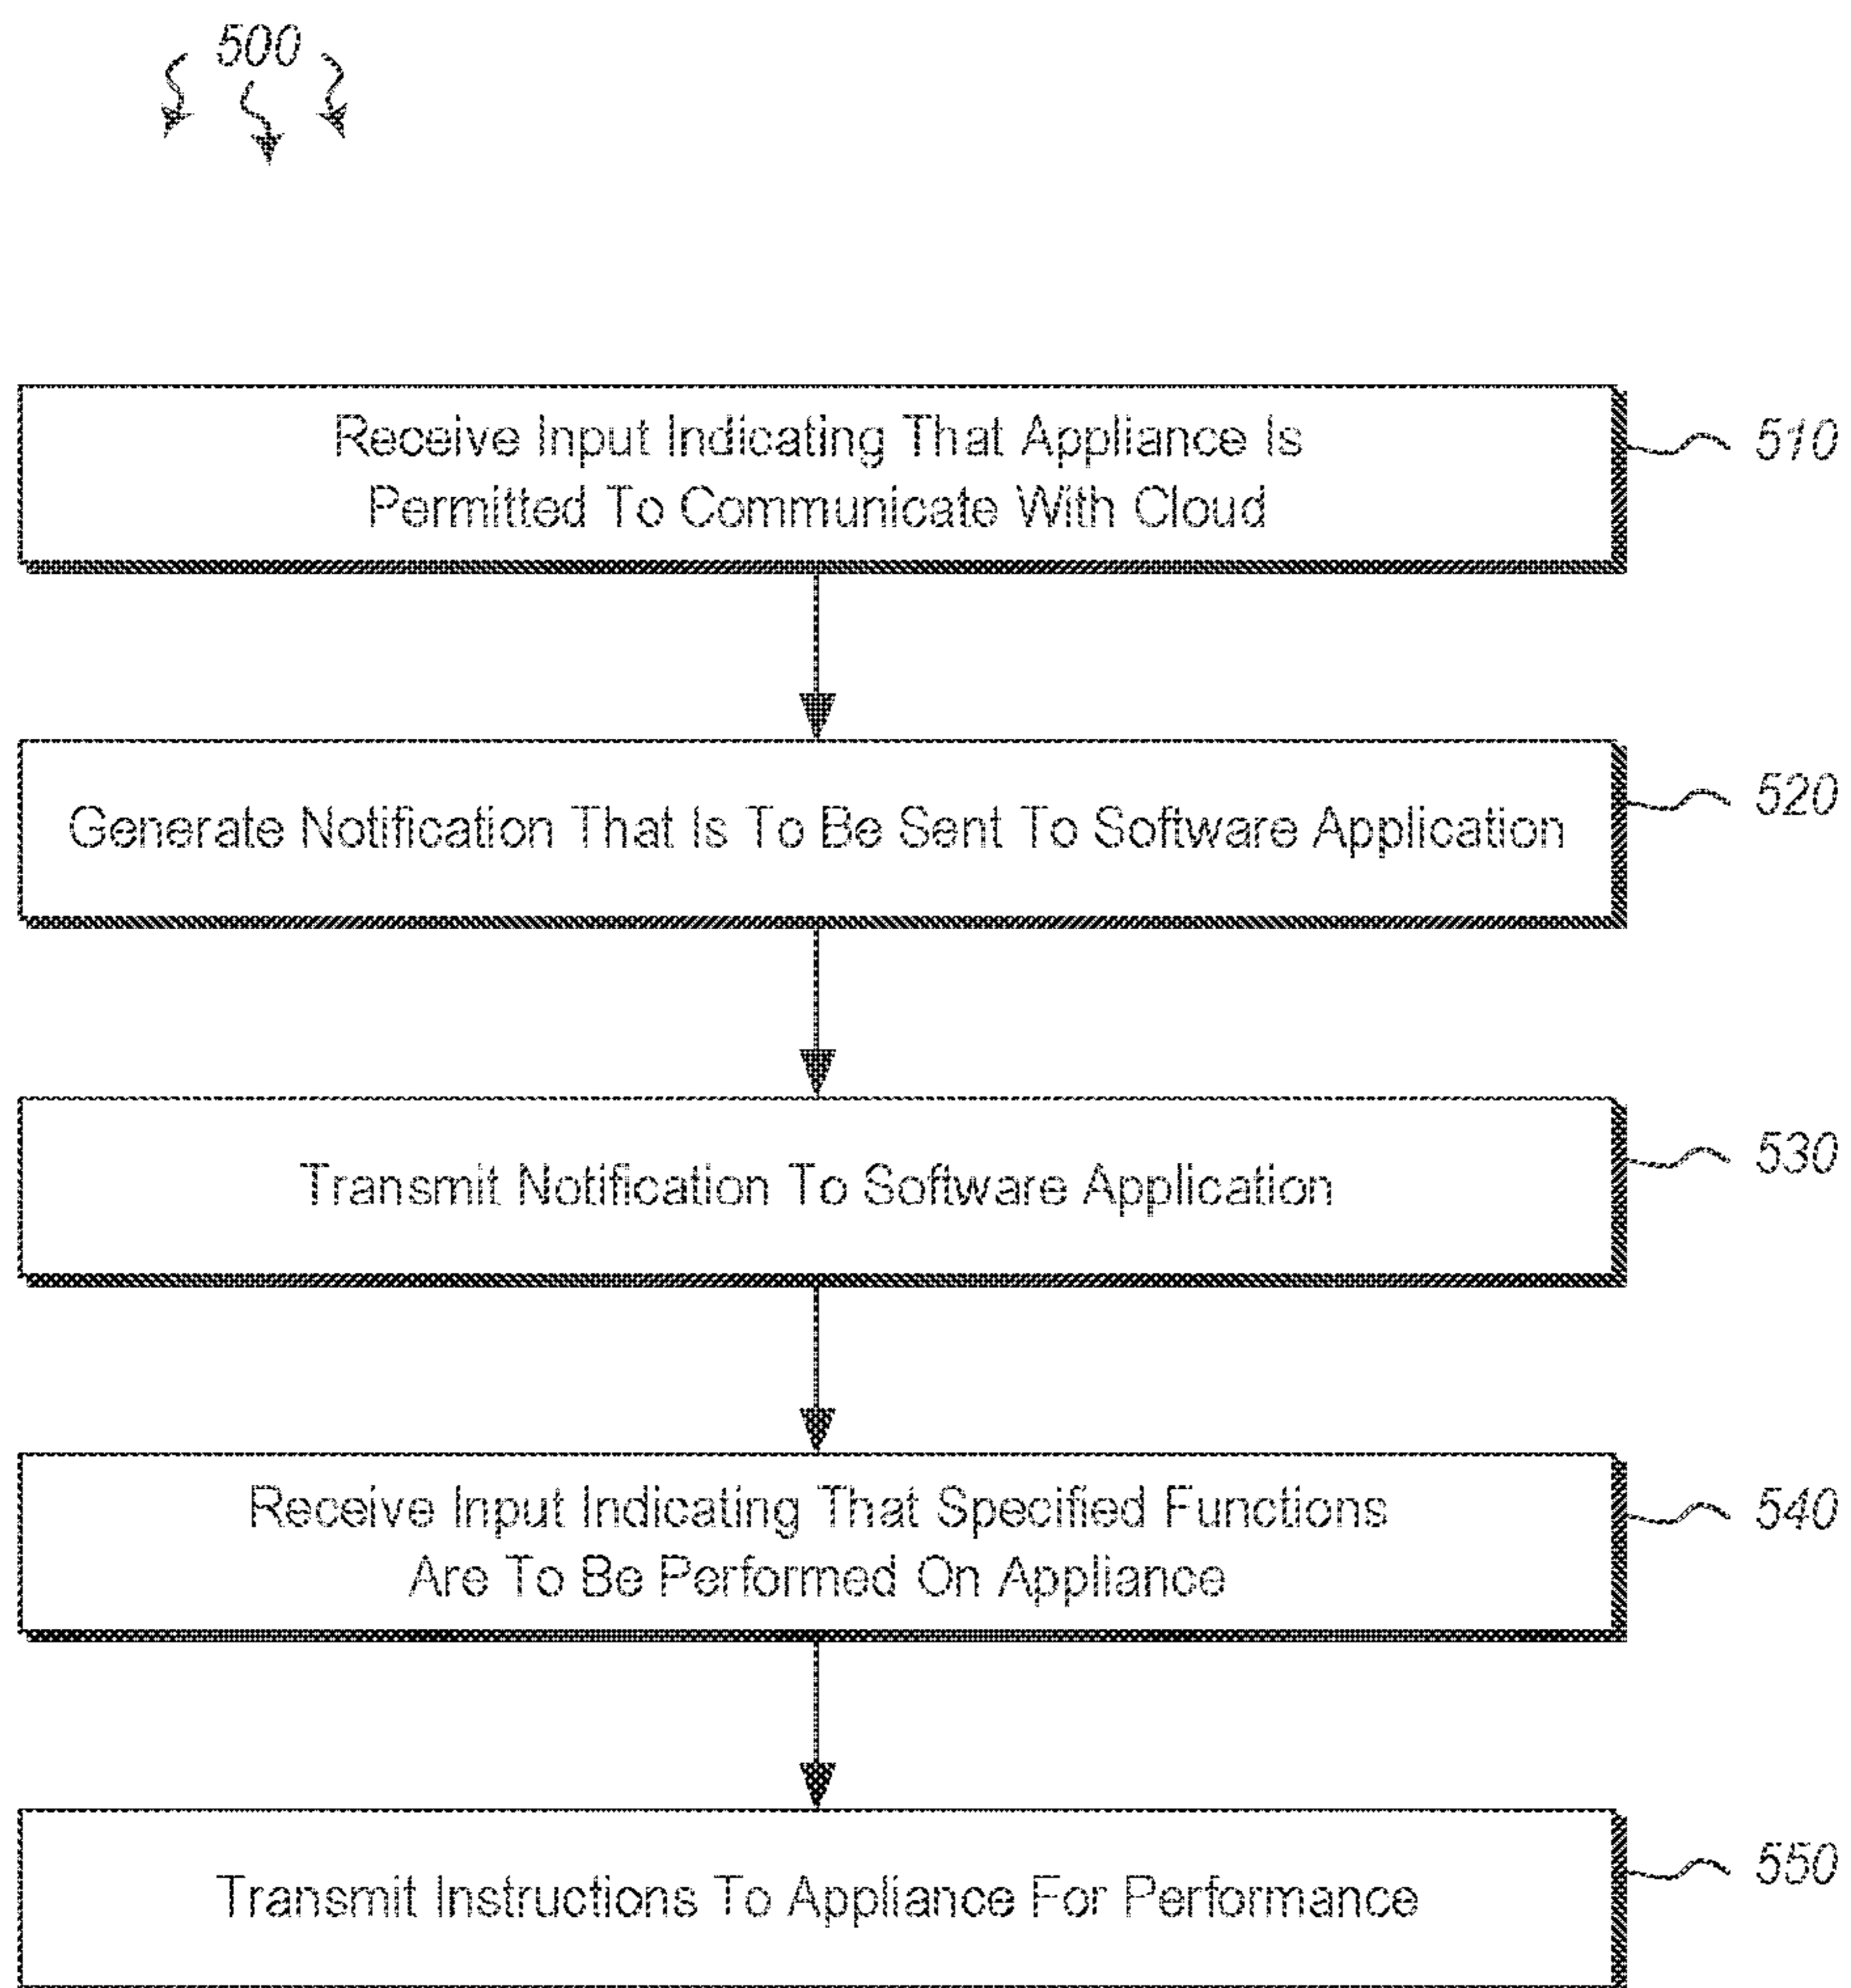 500
Receive Input Indicating That Appliance Is
Permitted To Communicate With Cloud
510
Generate Notification That Is To Be Sent To Software Application
520
Transmit Notification To Software Application
530
Receive Input Indicating That Specified Functions
Are To Be Performed On Appliance
540
Transmit Instructions To Appliance For Performance
550